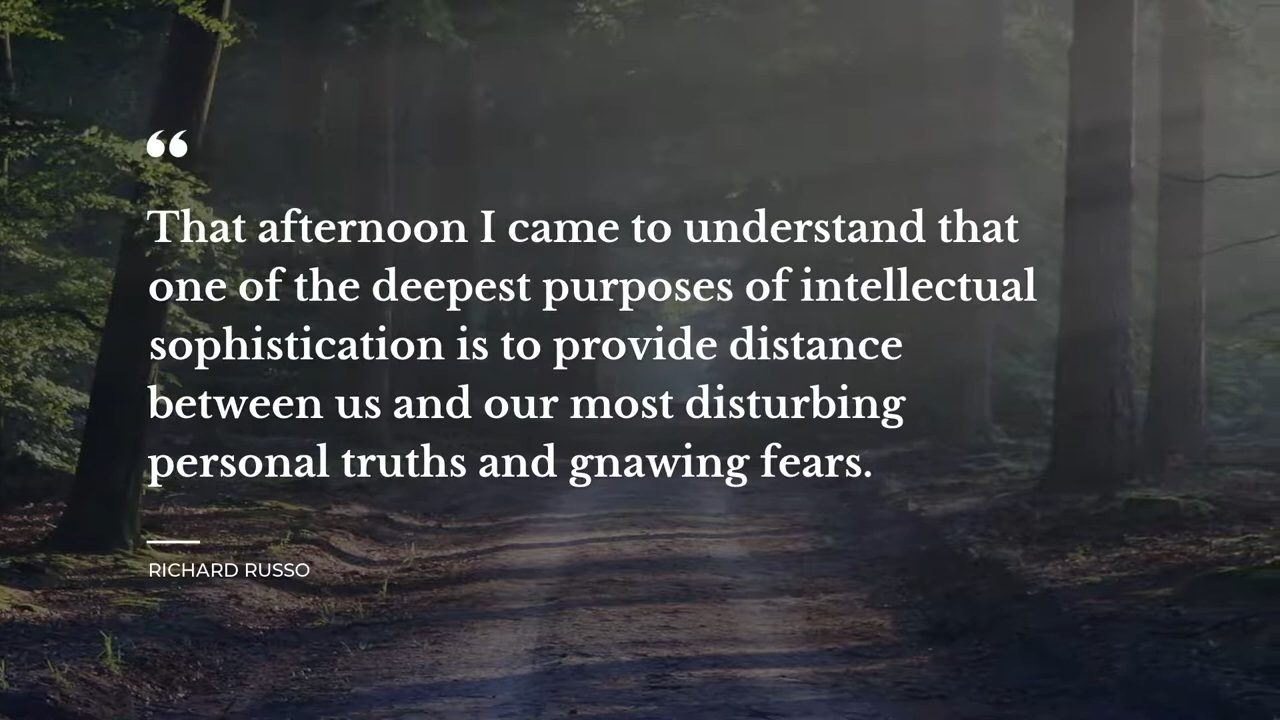 “
That afternoon I came to understand that
one of the deepest purposes of intellectual
sophistication is to provide distance
between us and our most disturbing
personal truths and gnawing fears.
RICHARD RUSSO